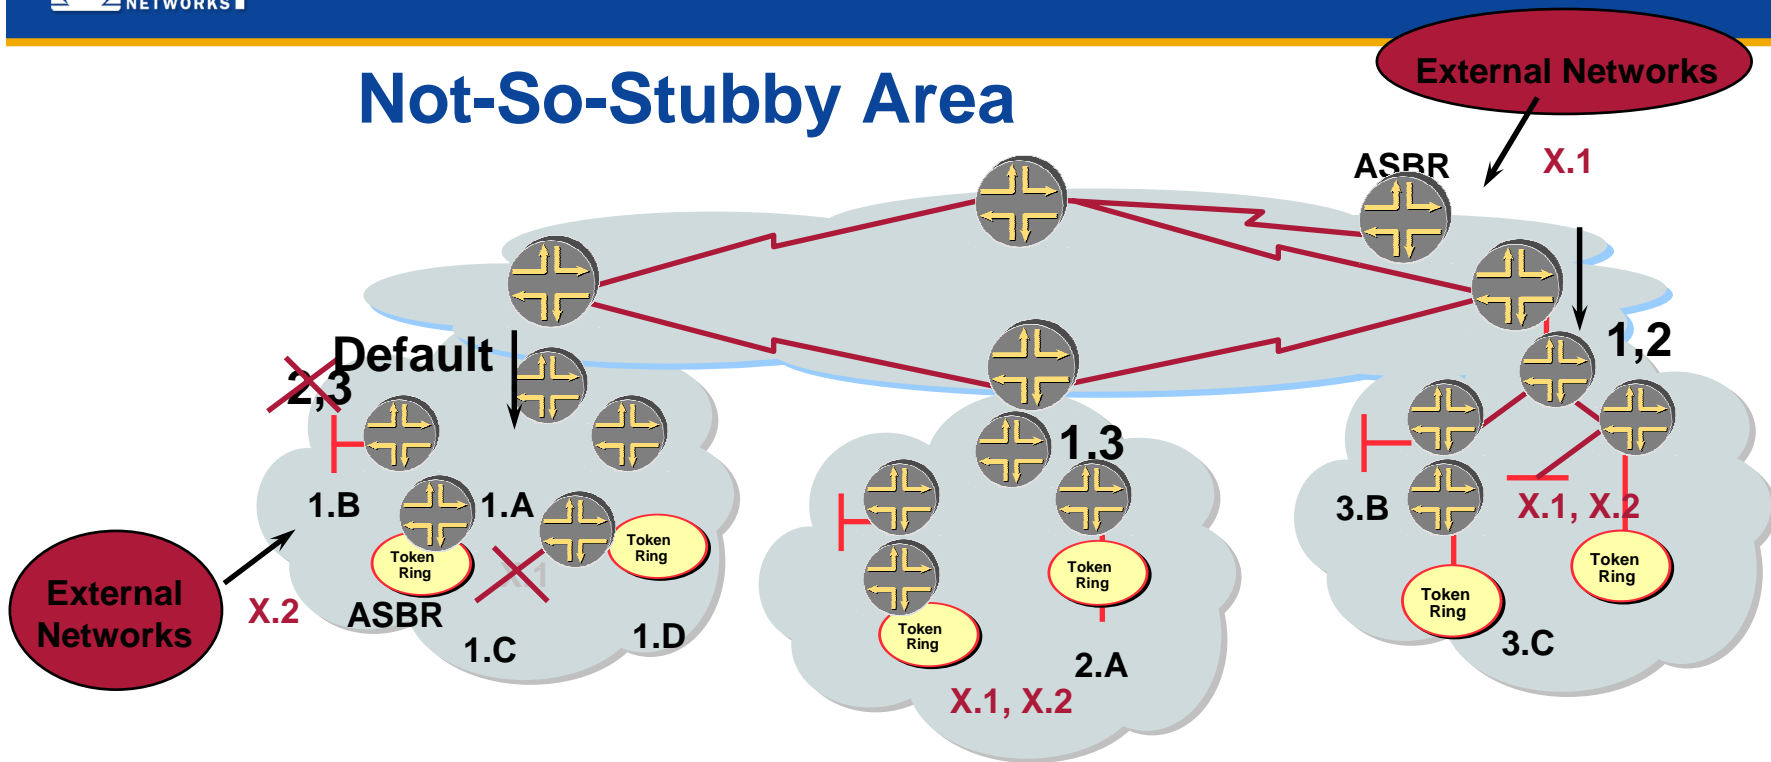 NETWORKS
Not-So-Stubby Area
External Networks
ASBR
X.1
Default
2,3
1,2
1.3
1.B
1.A
3.B
X.1, X.2
Token
Ring
Token
Ring
Token
Ring
Token
Ring
Token
Ring
Token
Ring
X.1
External
Networks
X.2
ASBR
1.C
1.D
2.A
3.C
X.1, X.2